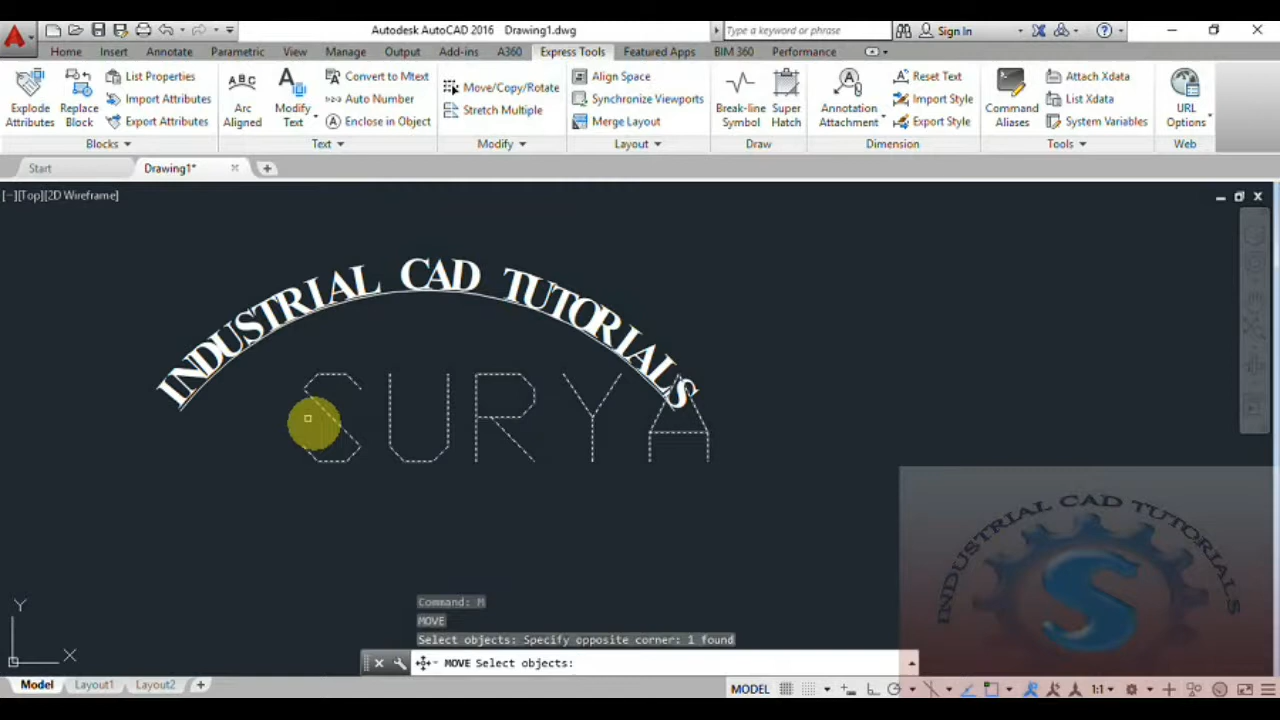 Autodesk AutoCAD 2016 Drawing1.dwg
Type a keyword or phrase
Sign In
Home Insert Annotate Parametric View Manage Output Add-ins A360 Express Tools Featured Apps BIM 360 Performance
Explode Attributes
Replace Block
List Properties
Import Attributes
Export Attributes
ABC
Arc Aligned
Modify Text
Convert to Mtext
Auto Number
Enclose in Object
Move/Copy/Rotate
Stretch Multiple
Align Space
Synchronize Viewports
Merge Layout
Break-line Symbol
Super Hatch
Annotation Attachment
Reset Text
Import Style
Export Style
Command Aliases
Attach Xdata
List Xdata
System Variables
URL Options
Blocks Text Modify Layout Draw Dimension Tools Web
Start Drawing1*
[−][Top][2D Wireframe]
INDUSTRIAL CAD TUTORIALS
SURYA
INDUSTRIAL CAD TUTORIALS
S
Y
X
Command: M
MOVE
Select objects: Specify opposite corner: 1 found
MOVE Select objects:
Model Layout1 Layout2 +
MODEL 1:1